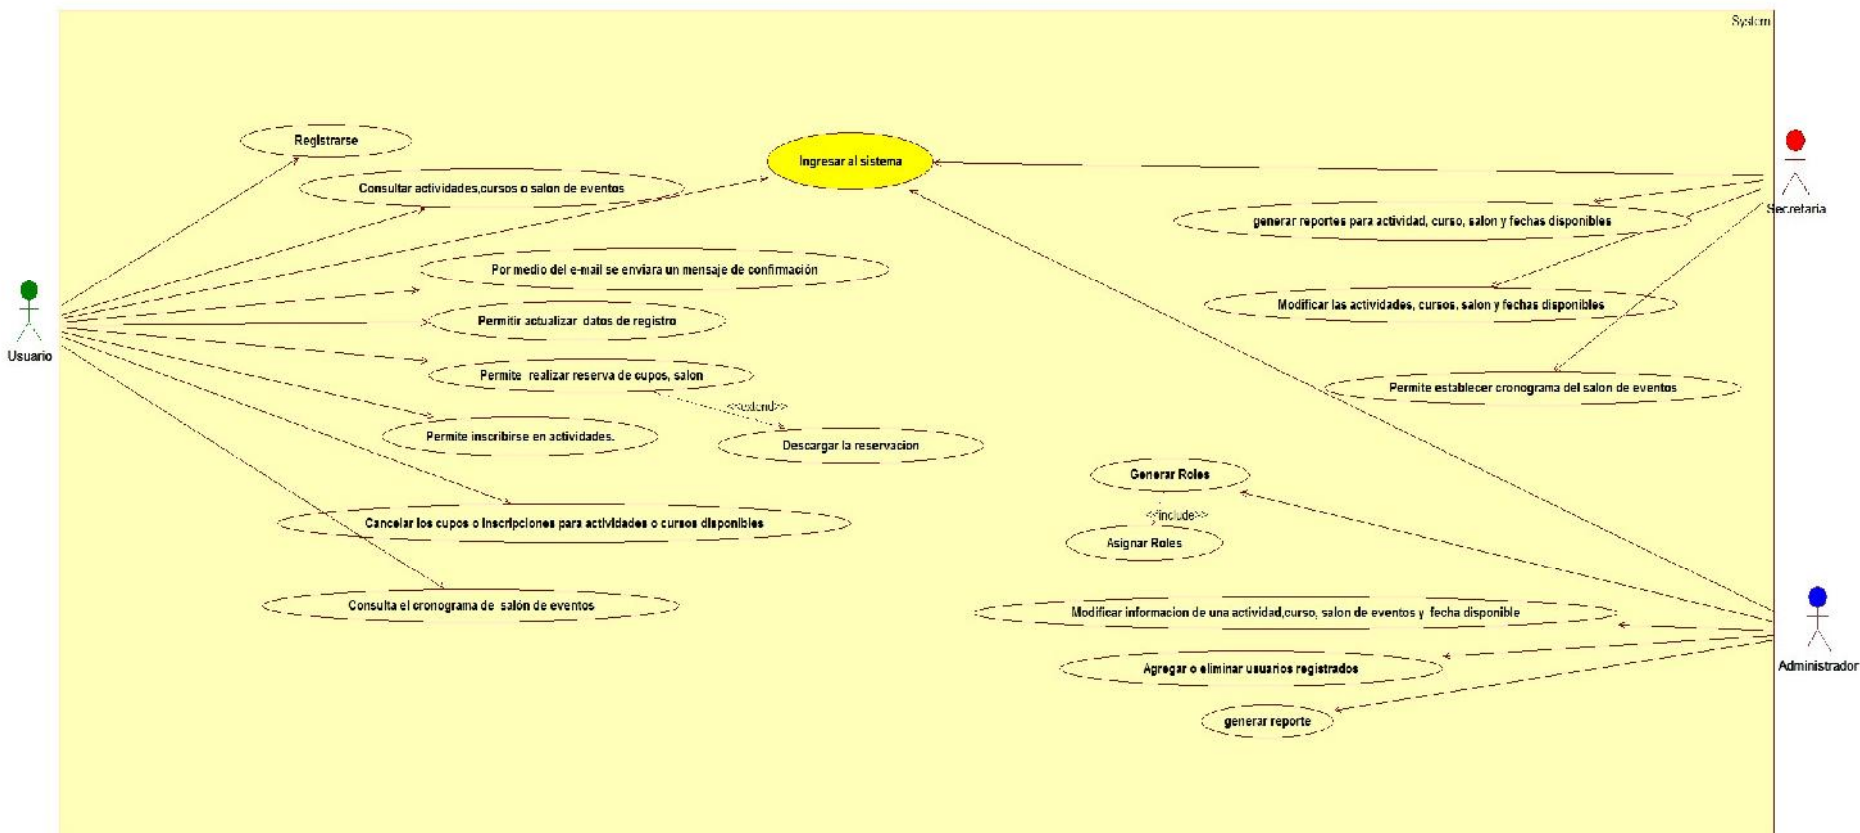 System
Registrarse
Ingresar al sistema
Consultar actividades,cursos o salon de eventos
Secretaria
generar reportes para actividad, curso, salon y fechas disponibles
Por medio del e-mail se enviara un mensaje de confirmación
Modificar las actividades, cursos, salon y fechas disponibles
Permitir actualizar datos de registro
Usuario
Permite realizar reserva de cupos, salon
Permite establecer cronograma del salon de eventos
<<extend>>
Permite inscribirse en actividades.
Descargar la reservacion
Generar Roles
<<include>>
Cancelar los cupos o inscripciones para actividades o cursos disponibles
Asignar Roles
Consulta el cronograma de salón de eventos
Modificar informacion de una actividad,curso, salon de eventos y fecha disponible
Agregar o eliminar usuarios registrados
Administrador
generar reporte